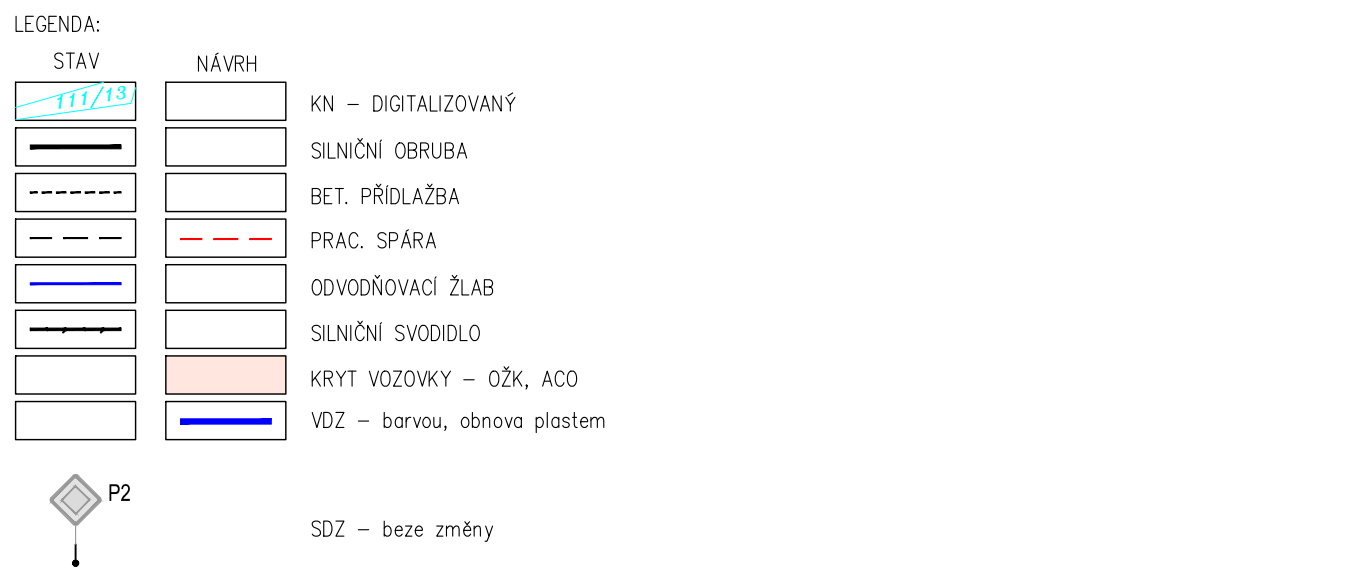 LEGENDA:
STAV NÁVRH
111/13 KN – DIGITALIZOVANÝ
SILNIČNÍ OBRUBA
BET. PŘÍDLAŽBA
PRAC. SPÁRA
ODVODŇOVACÍ ŽLAB
SILNIČNÍ SVODIDLO
KRYT VOZOVKY – OŽK, ACO
VDZ – barvou, obnova plastem
P2
SDZ – beze změny